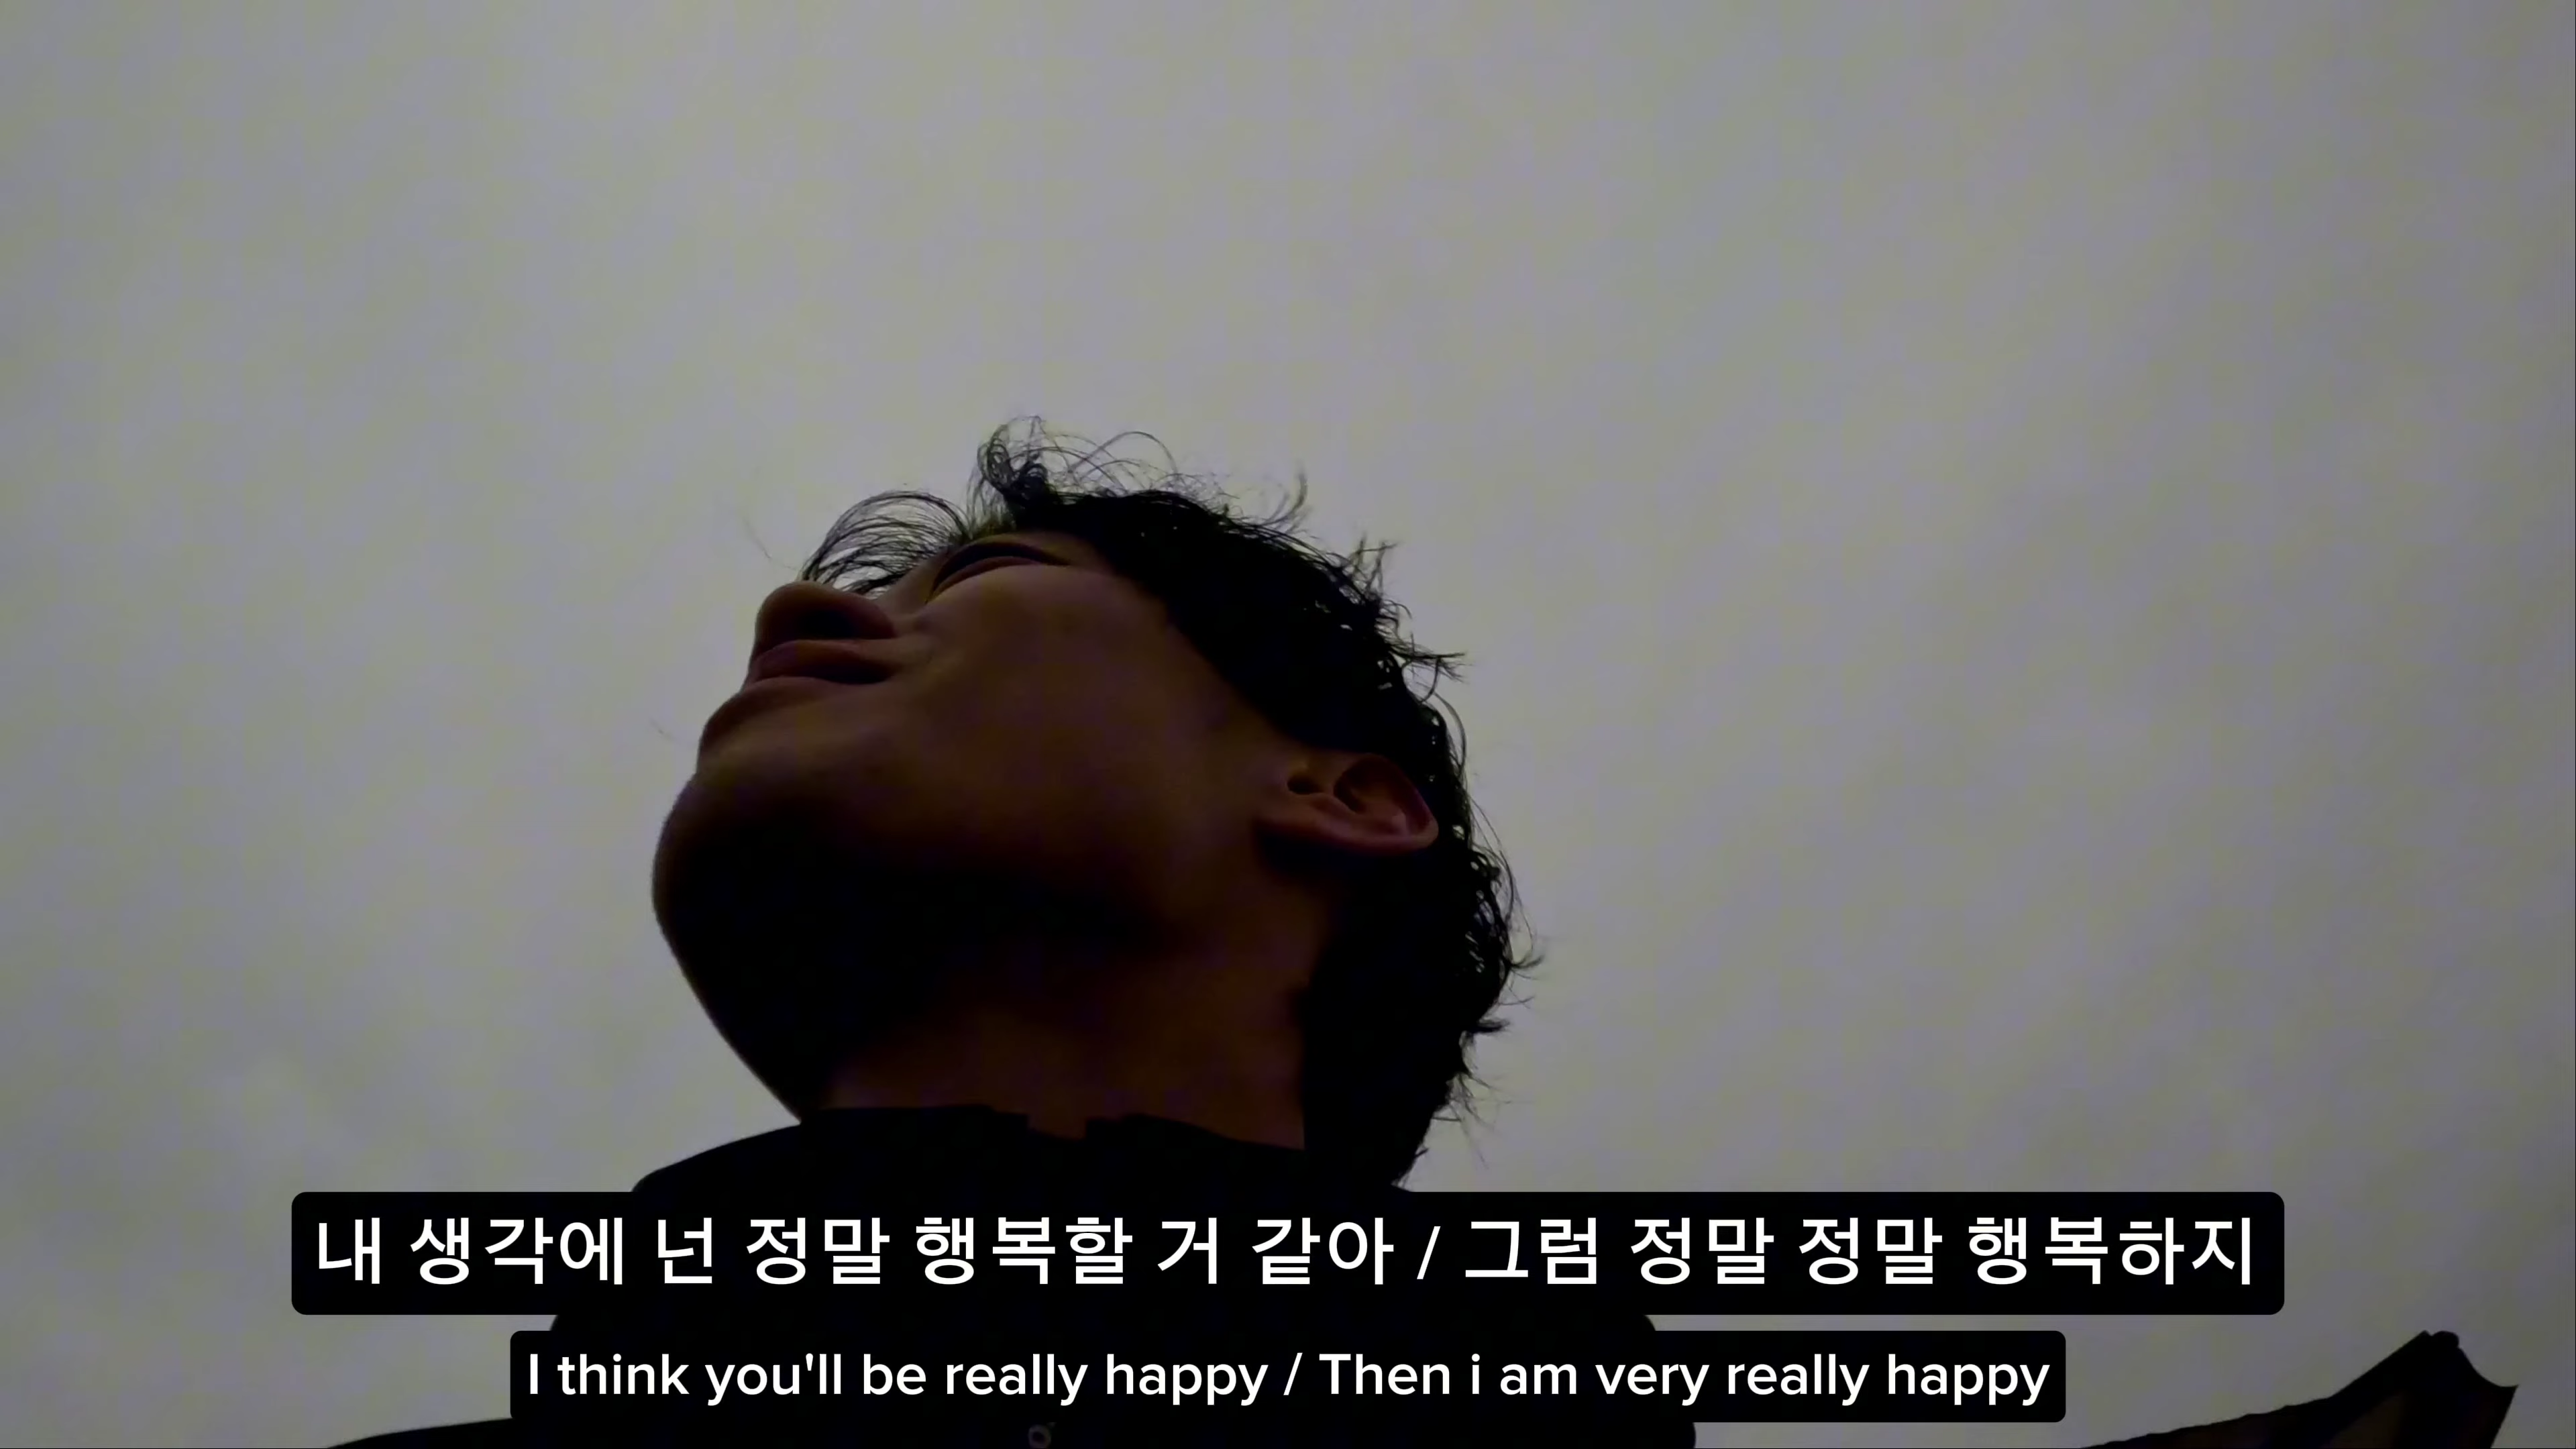 내 생각에 넌 정말 행복할 거 같아 / 그럼 정말 정말 행복하지
I think you'll be really happy / Then i am very really happy